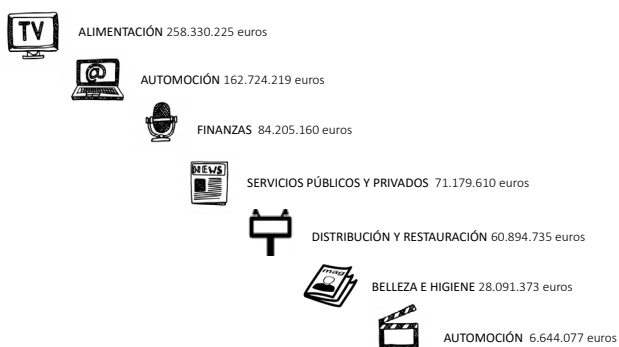 TV
ALIMENTACIÓN 258.330.225 euros
@
AUTOMOCIÓN 162.724.219 euros
FINANZAS 84.205.160 euros
NEWS
SERVICIOS PÚBLICOS Y PRIVADOS 71.179.610 euros
DISTRIBUCIÓN Y RESTAURACIÓN 60.894.735 euros
mag
BELLEZA E HIGIENE 28.091.373 euros
AUTOMOCIÓN 6.644.077 euros